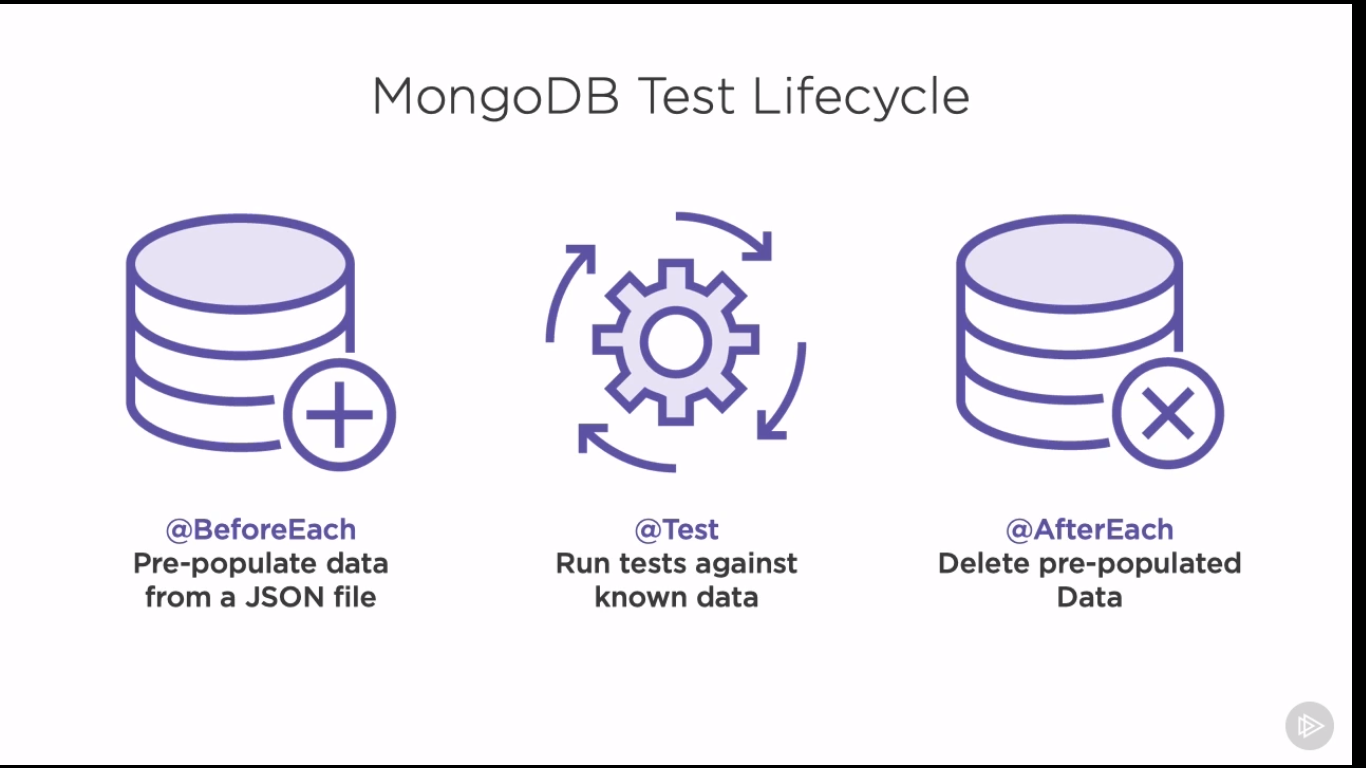 MongoDB Test Lifecycle
@BeforeEach
Pre-populate data
from a JSON file
@Test
Run tests against
known data
@AfterEach
Delete pre-populated
Data